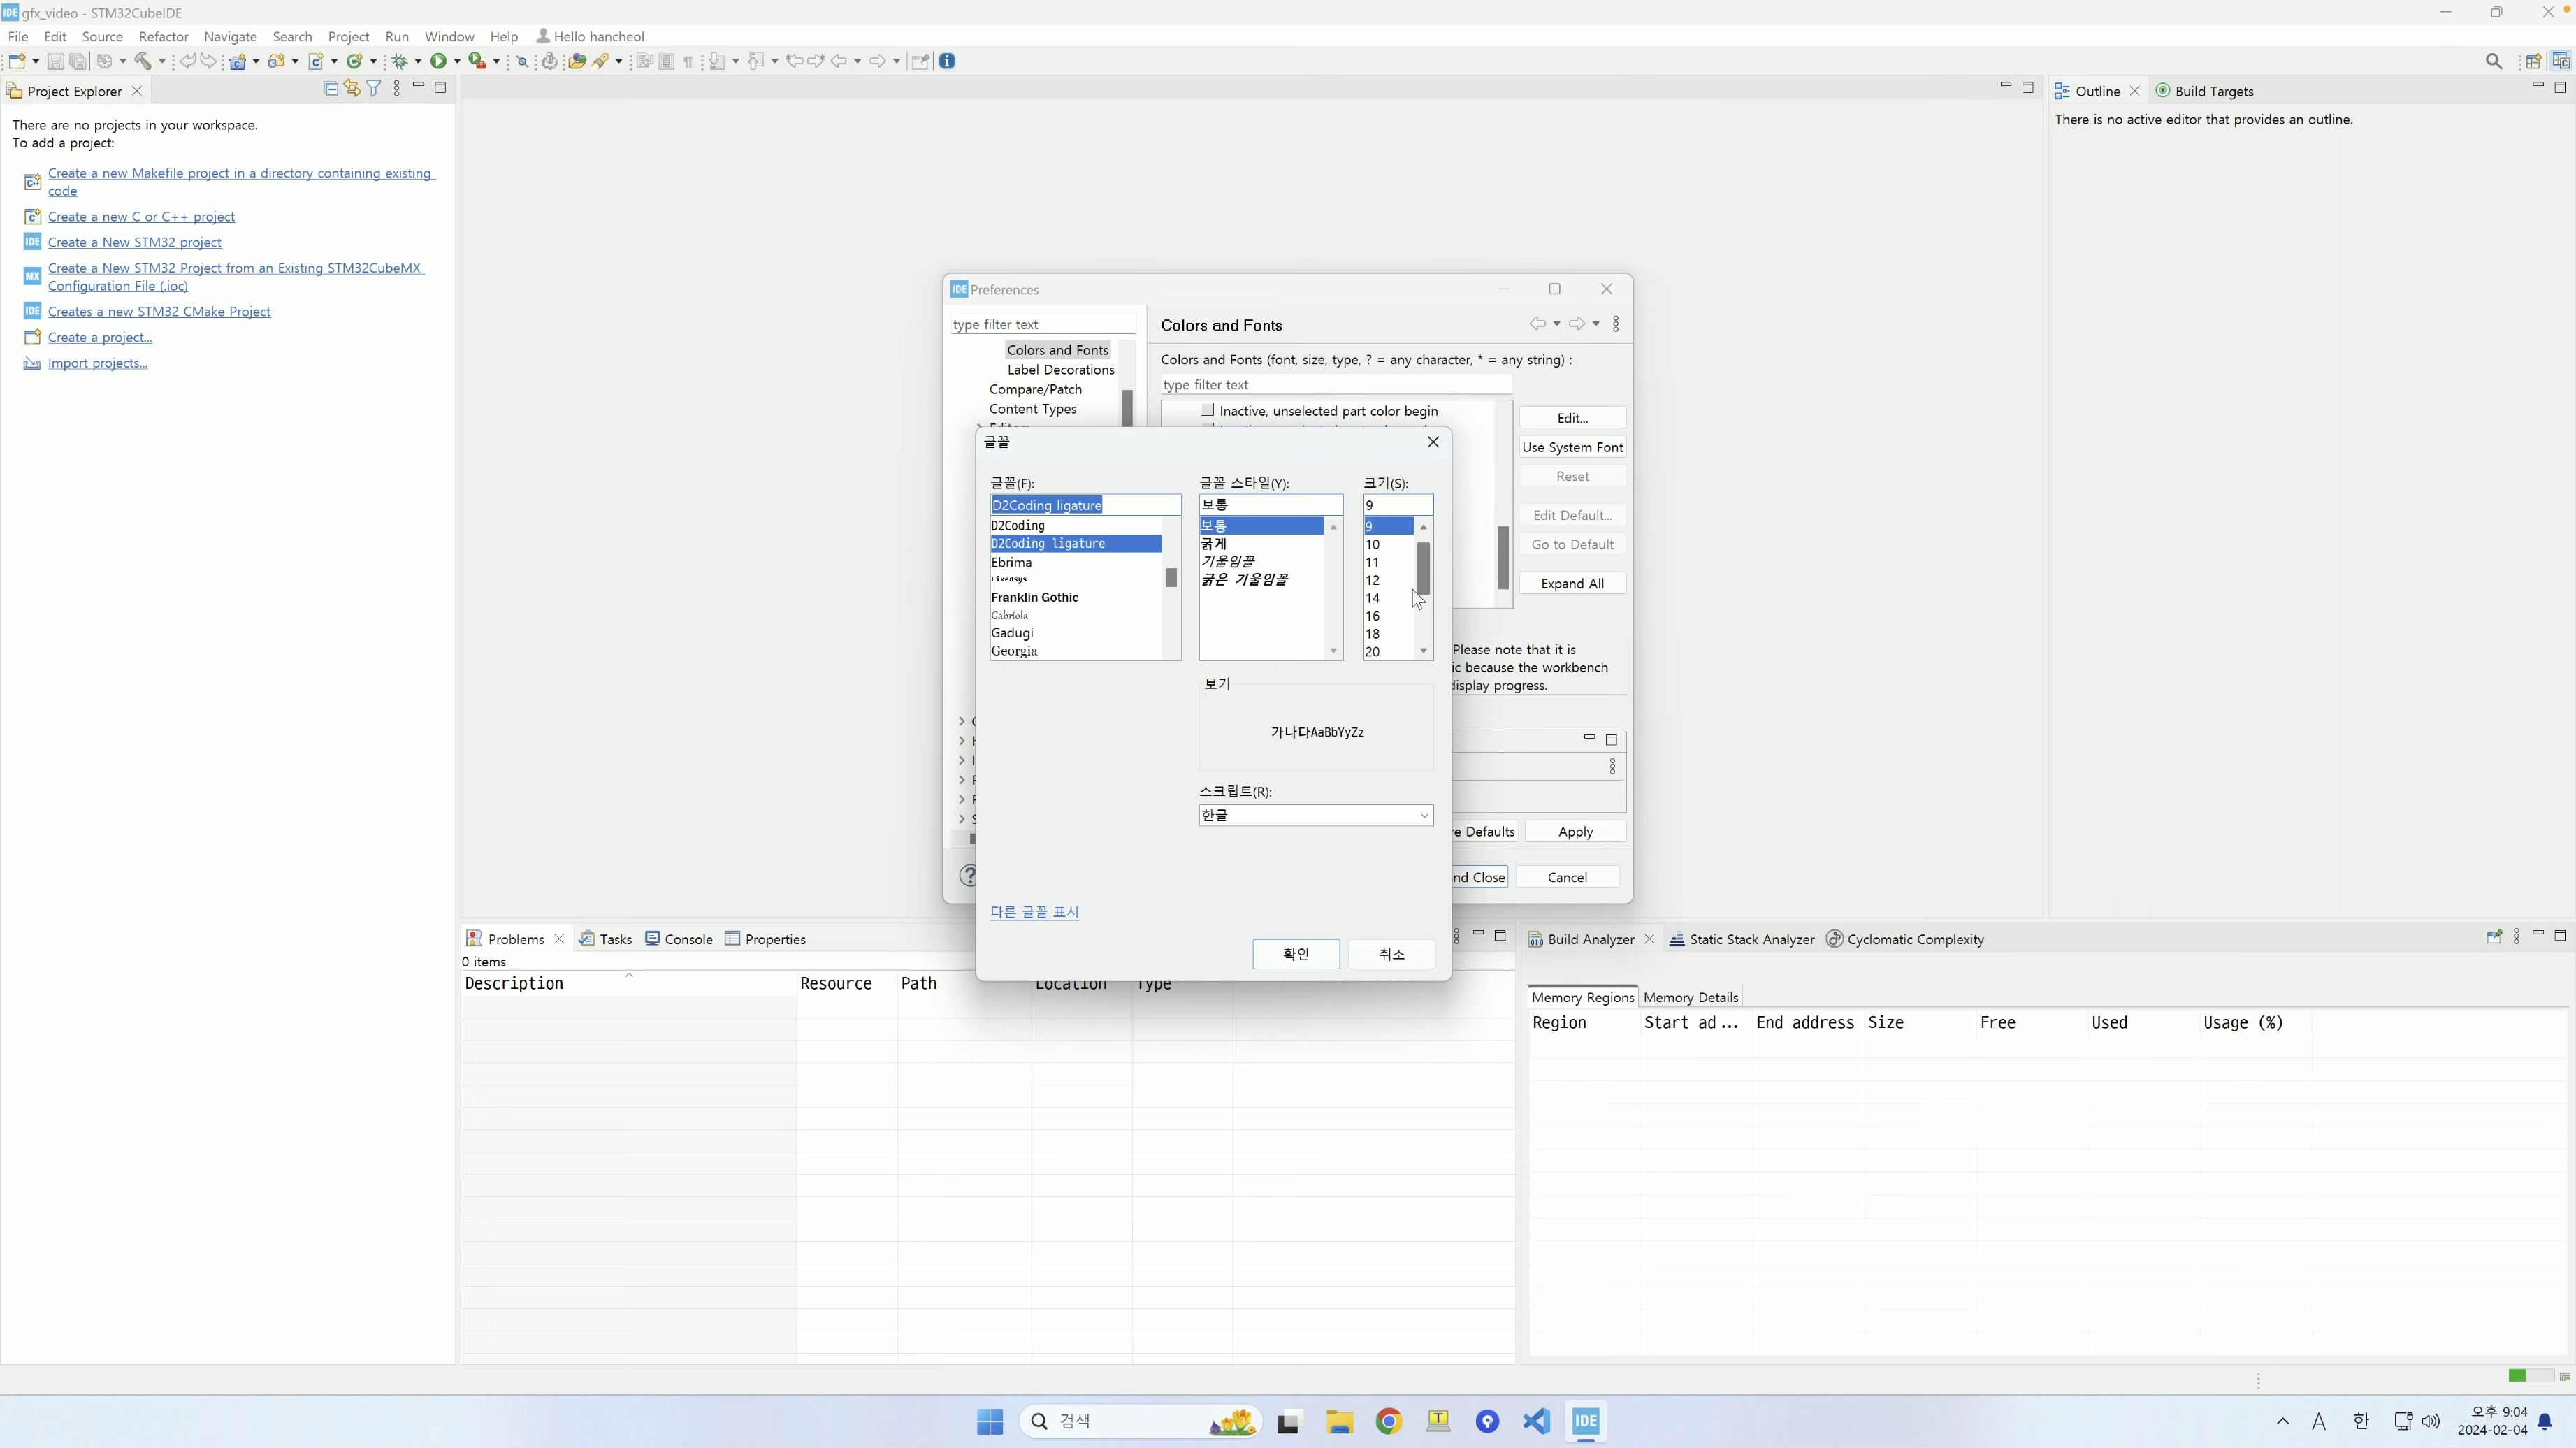 gfx_video - STM32CubeIDE
File Edit Source Refactor Navigate Search Project Run Window Help Hello hancheol
Project Explorer
There are no projects in your workspace.
To add a project:
Create a new Makefile project in a directory containing existing
code
Create a new C or C++ project
Create a New STM32 project
Create a New STM32 Project from an Existing STM32CubeMX
Configuration File (.ioc)
Creates a new STM32 CMake Project
Create a project...
Import projects...
Outline Build Targets
There is no active editor that provides an outline.
Preferences
type filter text
Colors and Fonts
Label Decorations
Compare/Patch
Content Types
Colors and Fonts
Colors and Fonts (font, size, type, ? = any character, * = any string) :
type filter text
Inactive, unselected part color begin
Edit...
Use System Font
Reset
Edit Default...
Go to Default
Expand All
Please note that it is
ic because the workbench
display progress.
re Defaults Apply
nd Close Cancel
글꼴
글꼴(F):
D2Coding ligature
D2Coding
D2Coding ligature
Ebrima
Fixedsys
Franklin Gothic
Gabriola
Gadugi
Georgia
글꼴 스타일(Y):
보통
보통
굵게
기울임꼴
굵은 기울임꼴
크기(S):
9
9
10
11
12
14
16
18
20
보기
가나다AaBbYyZz
스크립트(R):
한글
다른 글꼴 표시
확인 취소
Problems Tasks Console Properties
0 items
Description Resource Path Location Type
Build Analyzer Static Stack Analyzer Cyclomatic Complexity
Memory Regions Memory Details
Region Start ad... End address Size Free Used Usage (%)
검색
IDE
A 한
오후 9:04
2024-02-04